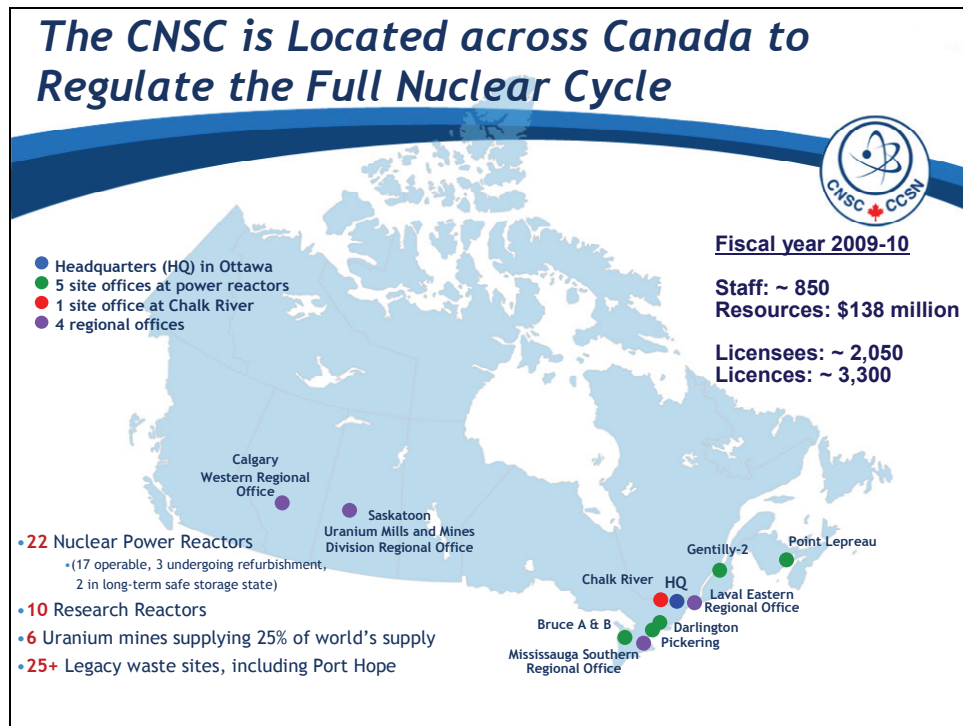 The CNSC is Located across Canada to
Regulate the Full Nuclear Cycle
CNSC CCSN
Headquarters (HQ) in Ottawa
5 site offices at power reactors
1 site office at Chalk River
4 regional offices
Fiscal year 2009-10
Staff: ~ 850
Resources: $138 million
Licensees: ~ 2,050
Licences: ~ 3,300
Calgary
Western Regional
Office
Saskatoon
Uranium Mills and Mines
Division Regional Office
•22 Nuclear Power Reactors
•(17 operable, 3 undergoing refurbishment,
2 in long-term safe storage state)
•10 Research Reactors
•6 Uranium mines supplying 25% of world's supply
•25+ Legacy waste sites, including Port Hope
Gentilly-2
Point Lepreau
Chalk River
HQ
Laval Eastern
Regional Office
Bruce A & B
Darlington
Pickering
Mississauga Southern
Regional Office